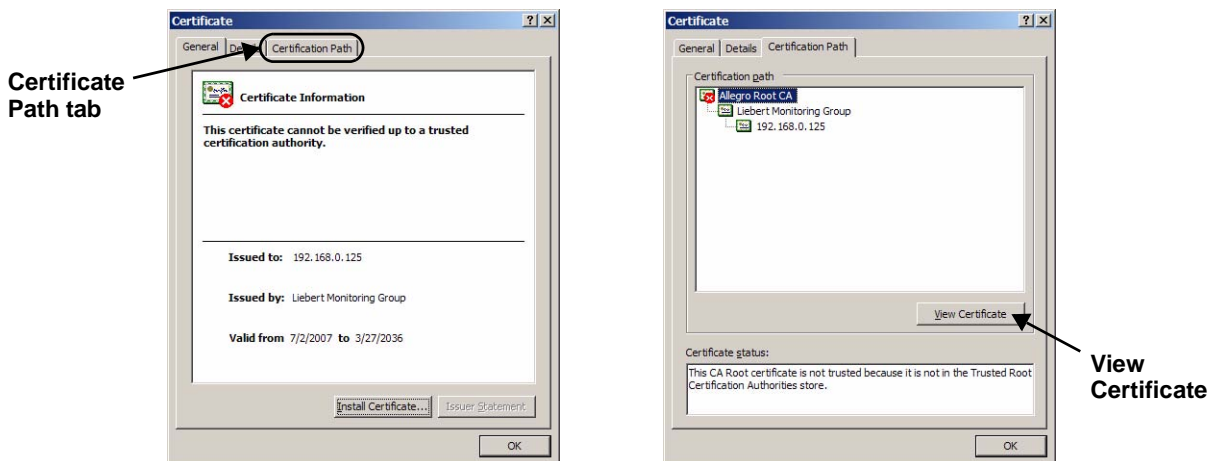 Certificate
General Details Certification Path
Certificate
Path tab
Certificate Information
This certificate cannot be verified up to a trusted
certification authority.
Issued to: 192.168.0.125
Issued by: Liebert Monitoring Group
Valid from 7/2/2007 to 3/27/2036
Install Certificate...
Issuer Statement
OK
Certificate
General Details Certification Path
Certification path
Allegro Root CA
Liebert Monitoring Group
192.168.0.125
View Certificate
Certificate status:
This CA Root certificate is not trusted because it is not in the Trusted Root
Certification Authorities store.
OK
View
Certificate